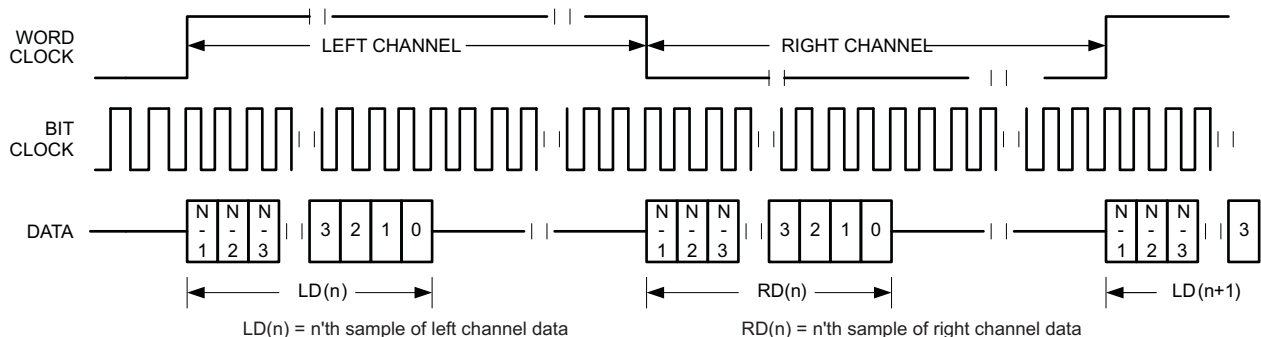 WORD
CLOCK
LEFT CHANNEL
RIGHT CHANNEL
BIT
CLOCK
DATA
N
-
1
N
-
2
N
-
3
3 2 1 0
N
-
1
N
-
2
N
-
3
3 2 1 0
N
-
1
N
-
2
N
-
3
3
LD(n)
RD(n)
LD(n+1)
LD(n) = n'th sample of left channel data
RD(n) = n'th sample of right channel data